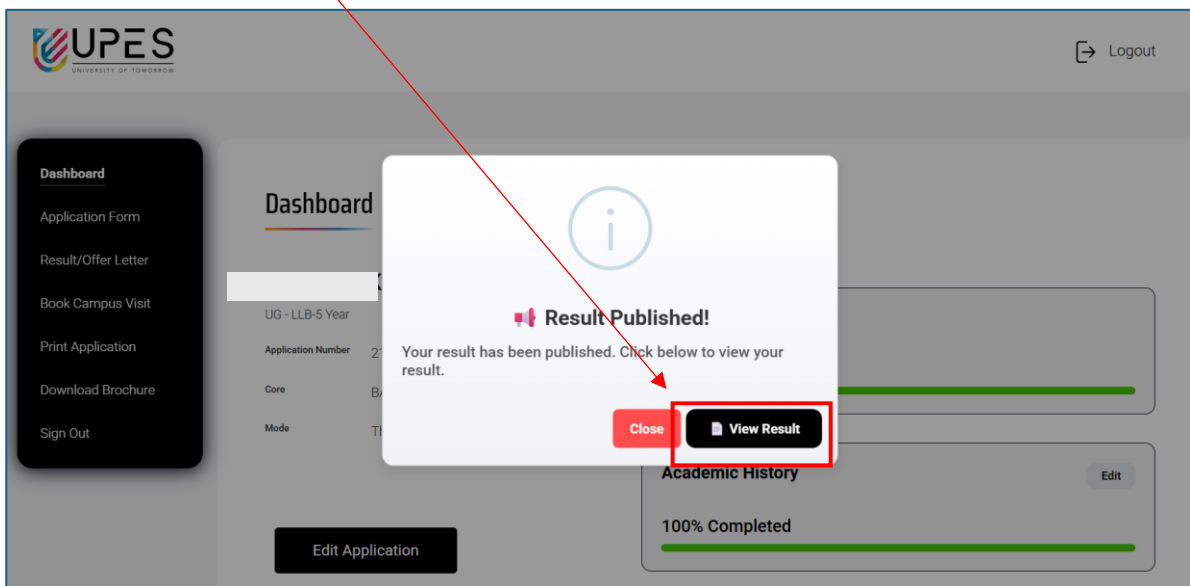 UPES
UNIVERSITY OF TOMORROW
Logout
Dashboard
Application Form
Result/Offer Letter
Book Campus Visit
Print Application
Download Brochure
Sign Out
Dashboard
UG - LLB-5 Year
Application Number
Core
Mode
Edit Application
Result Published!
Your result has been published. Click below to view your
result.
Close
View Result
Academic History
Edit
100% Completed